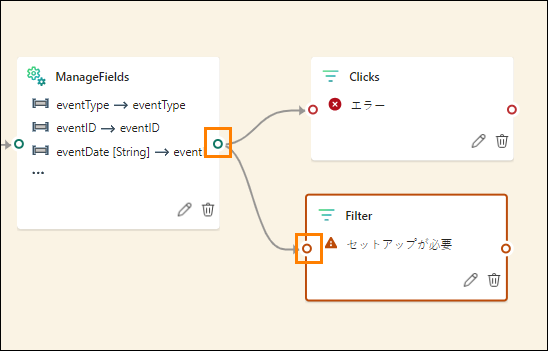 ManageFields
eventType → eventType
eventID → eventID
eventDate [String] → event
...
Clicks
エラー
Filter
セットアップが必要